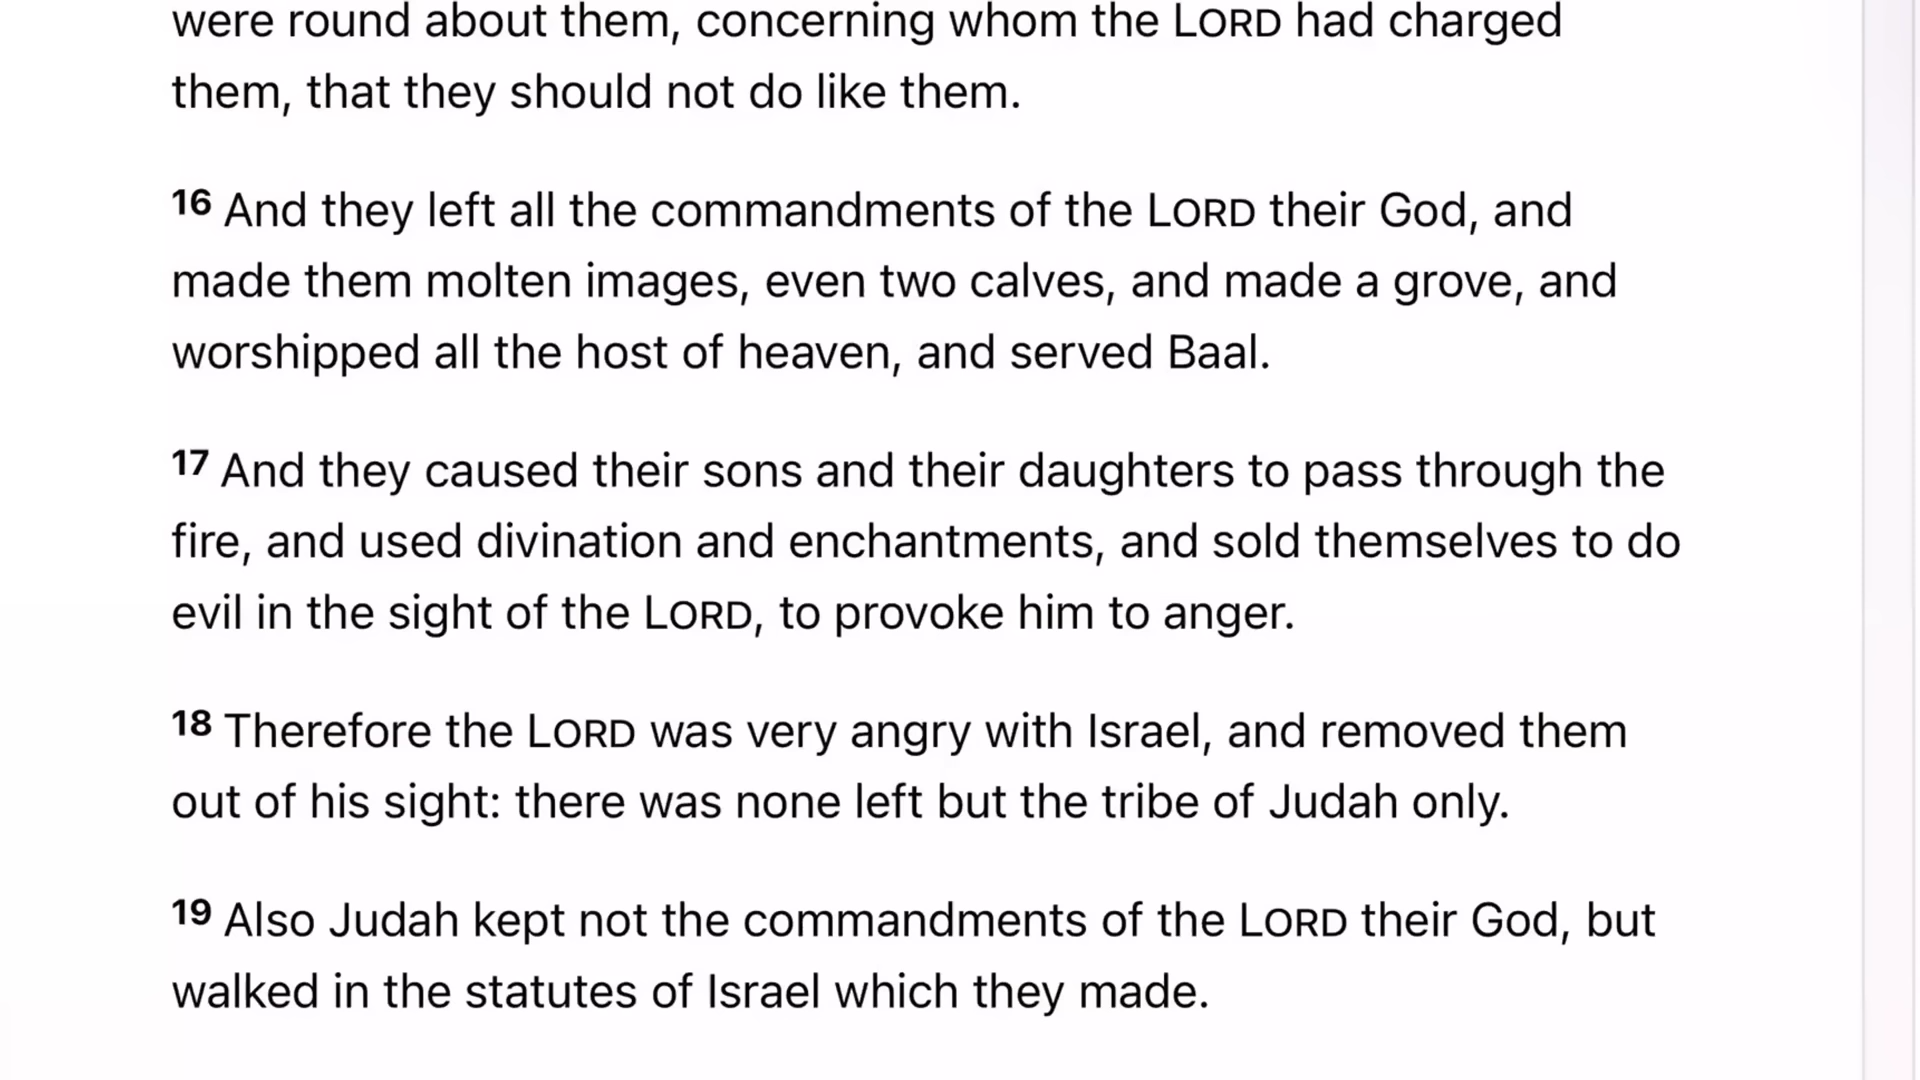 were round about them, concerning whom the LORD had charged
them, that they should not do like them.
16 And they left all the commandments of the LORD their God, and
made them molten images, even two calves, and made a grove, and
worshipped all the host of heaven, and served Baal.
17 And they caused their sons and their daughters to pass through the
fire, and used divination and enchantments, and sold themselves to do
evil in the sight of the LORD, to provoke him to anger.
18 Therefore the LORD was very angry with Israel, and removed them
out of his sight: there was none left but the tribe of Judah only.
19 Also Judah kept not the commandments of the LORD their God, but
walked in the statutes of Israel which they made.